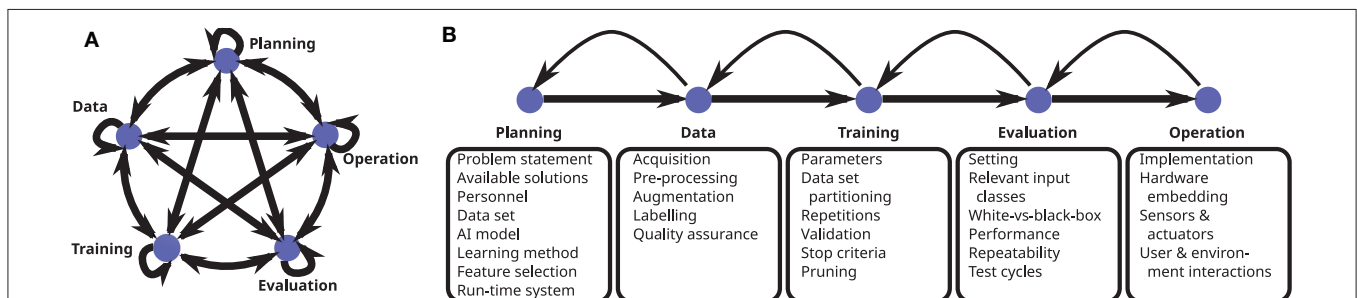 A
Planning
Data
Operation
Training
Evaluation
B
Planning
Data
Training
Evaluation
Operation
Problem statement
Available solutions
Personnel
Data set
AI model
Learning method
Feature selection
Run-time system
Acquisition
Pre-processing
Augmentation
Labelling
Quality assurance
Parameters
Data set
partitioning
Repetitions
Validation
Stop criteria
Pruning
Setting
Relevant input
classes
White-vs-black-box
Performance
Repeatability
Test cycles
Implementation
Hardware
embedding
Sensors &
actuators
User & environ-
ment interactions